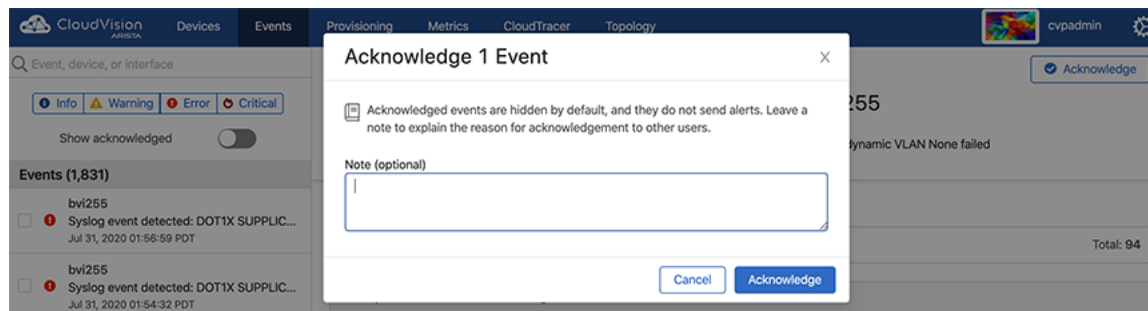 CloudVision
ARISTA
Devices
Events
Provisioning
Metrics
CloudTracer
Topology
cvpadmin
Event, device, or interface
Info
Warning
Error
Critical
Show acknowledged
Events (1,831)
bvi255
Syslog event detected: DOT1X SUPPLIC...
Jul 31, 2020 01:56:59 PDT
bvi255
Syslog event detected: DOT1X SUPPLIC...
Jul 31, 2020 01:54:32 PDT
Acknowledge 1 Event
X
Acknowledged events are hidden by default, and they do not send alerts. Leave a
note to explain the reason for acknowledgement to other users.
Note (optional)
Cancel
Acknowledge
Acknowledge
255
dynamic VLAN None failed
Total: 94